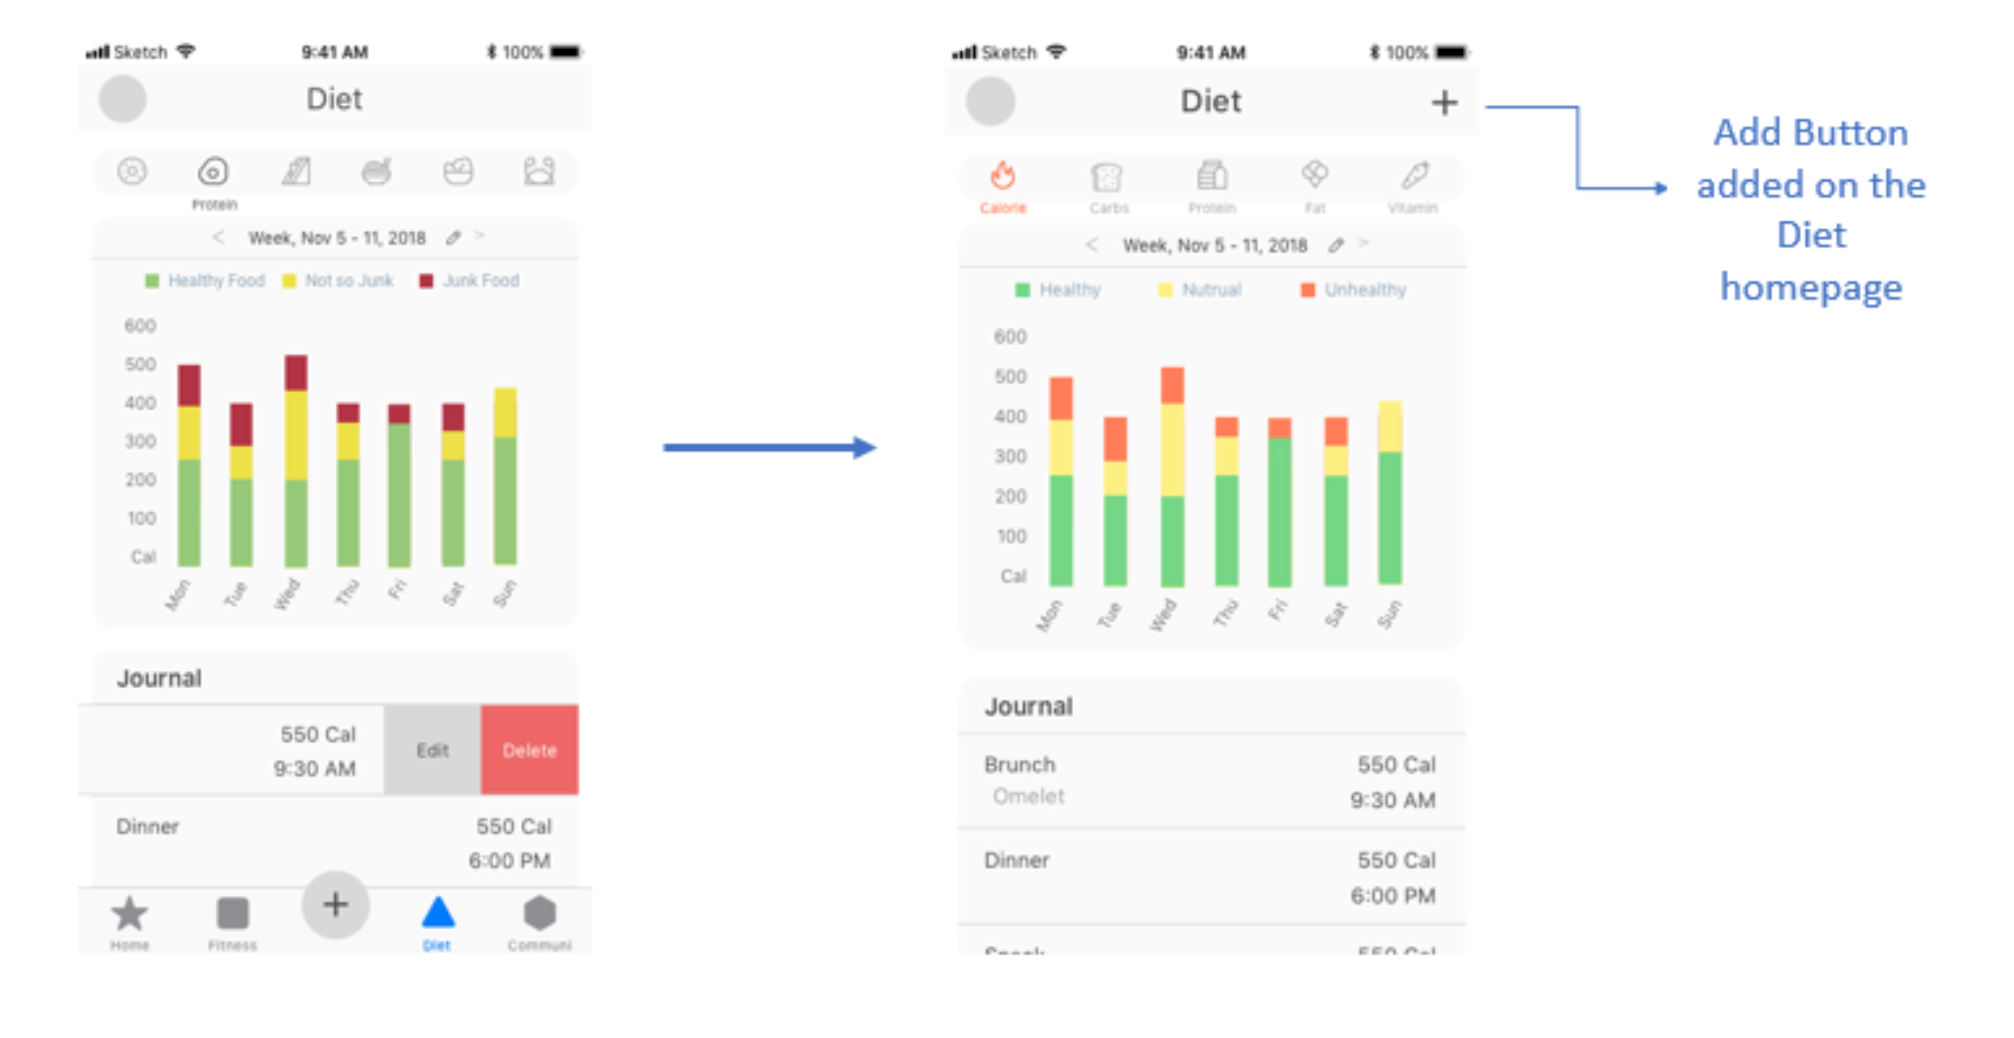 Sketch 9:41 AM 100%
Diet
Protein
< Week, Nov 5 - 11, 2018 >
Healthy Food Not so Junk Junk Food
600
500
400
300
200
100
Cal
Mon Tue Wed Thu Fri Sat Sun
Journal
550 Cal
9:30 AM
Edit Delete
Dinner 550 Cal
6:00 PM
+
Home Fitness Diet Communi
Sketch 9:41 AM 100%
Diet +
Calorie Carbs Protein Fat Vitamin
< Week, Nov 5 - 11, 2018 >
Healthy Nutrual Unhealthy
600
500
400
300
200
100
Cal
Mon Tue Wed Thu Fri Sat Sun
Journal
Brunch 550 Cal
Omelet 9:30 AM
Dinner 550 Cal
6:00 PM
Add Button
added on the
Diet
homepage